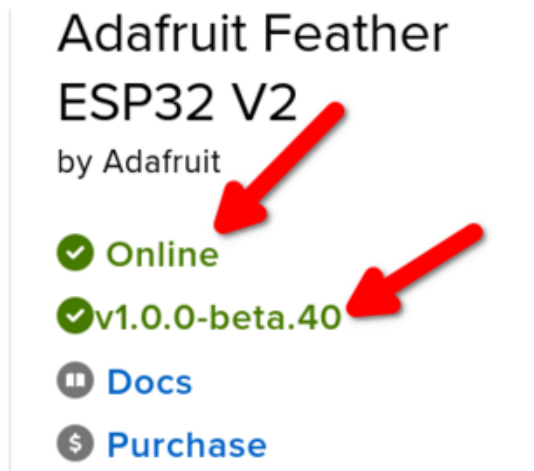 Adafruit Feather
ESP32 V2
by Adafruit
Online
v1.0.0-beta.40
Docs
$ Purchase